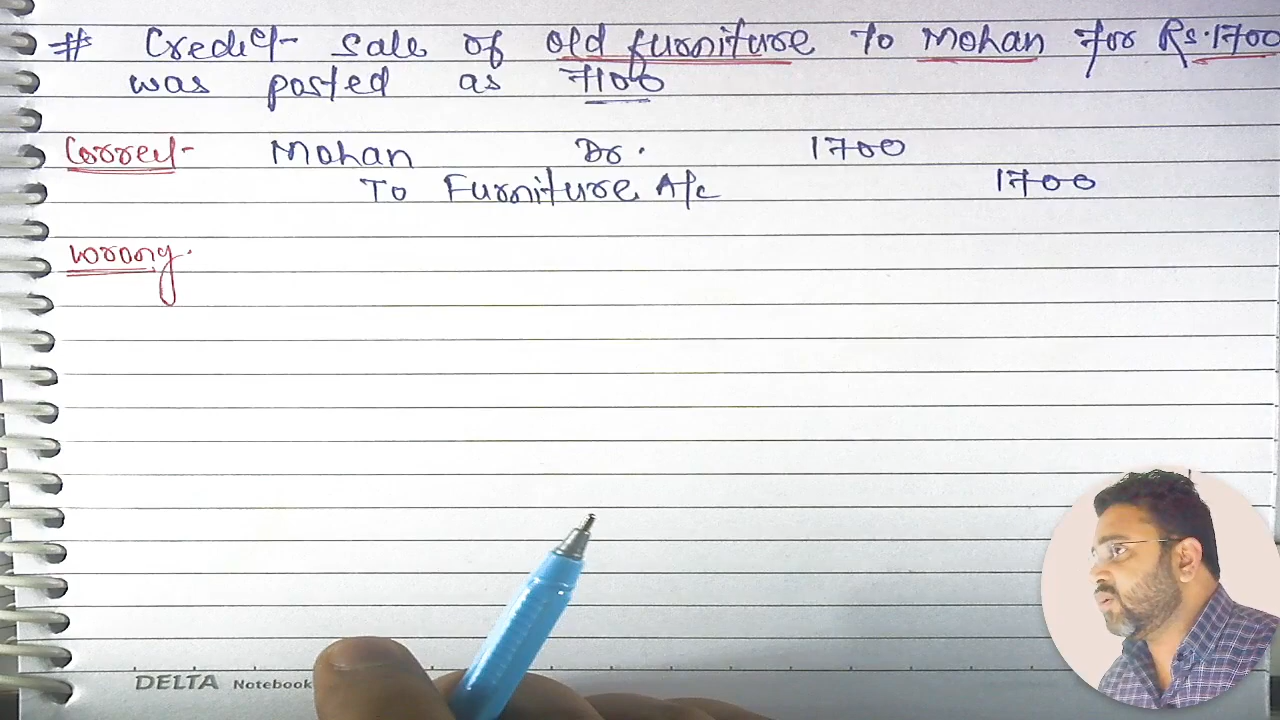 # Credit sale of old furniture to Mohan for Rs.1700
was posted as 7100
Correct Mohan Dr. 1700
To Furniture A/c 1700
Wrong.
DELTA Notebook